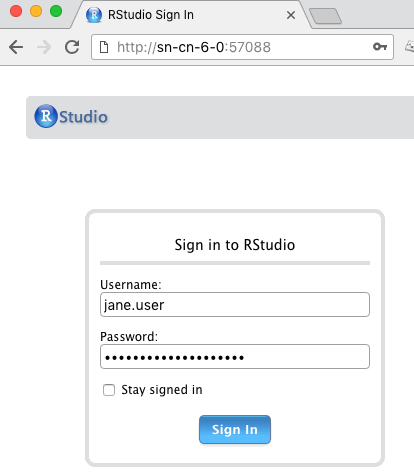 RStudio Sign In
http://sn-cn-6-0:57088
R Studio
Sign in to RStudio
Username:
jane.user
Password:
••••••••••••••••••••
Stay signed in
Sign In